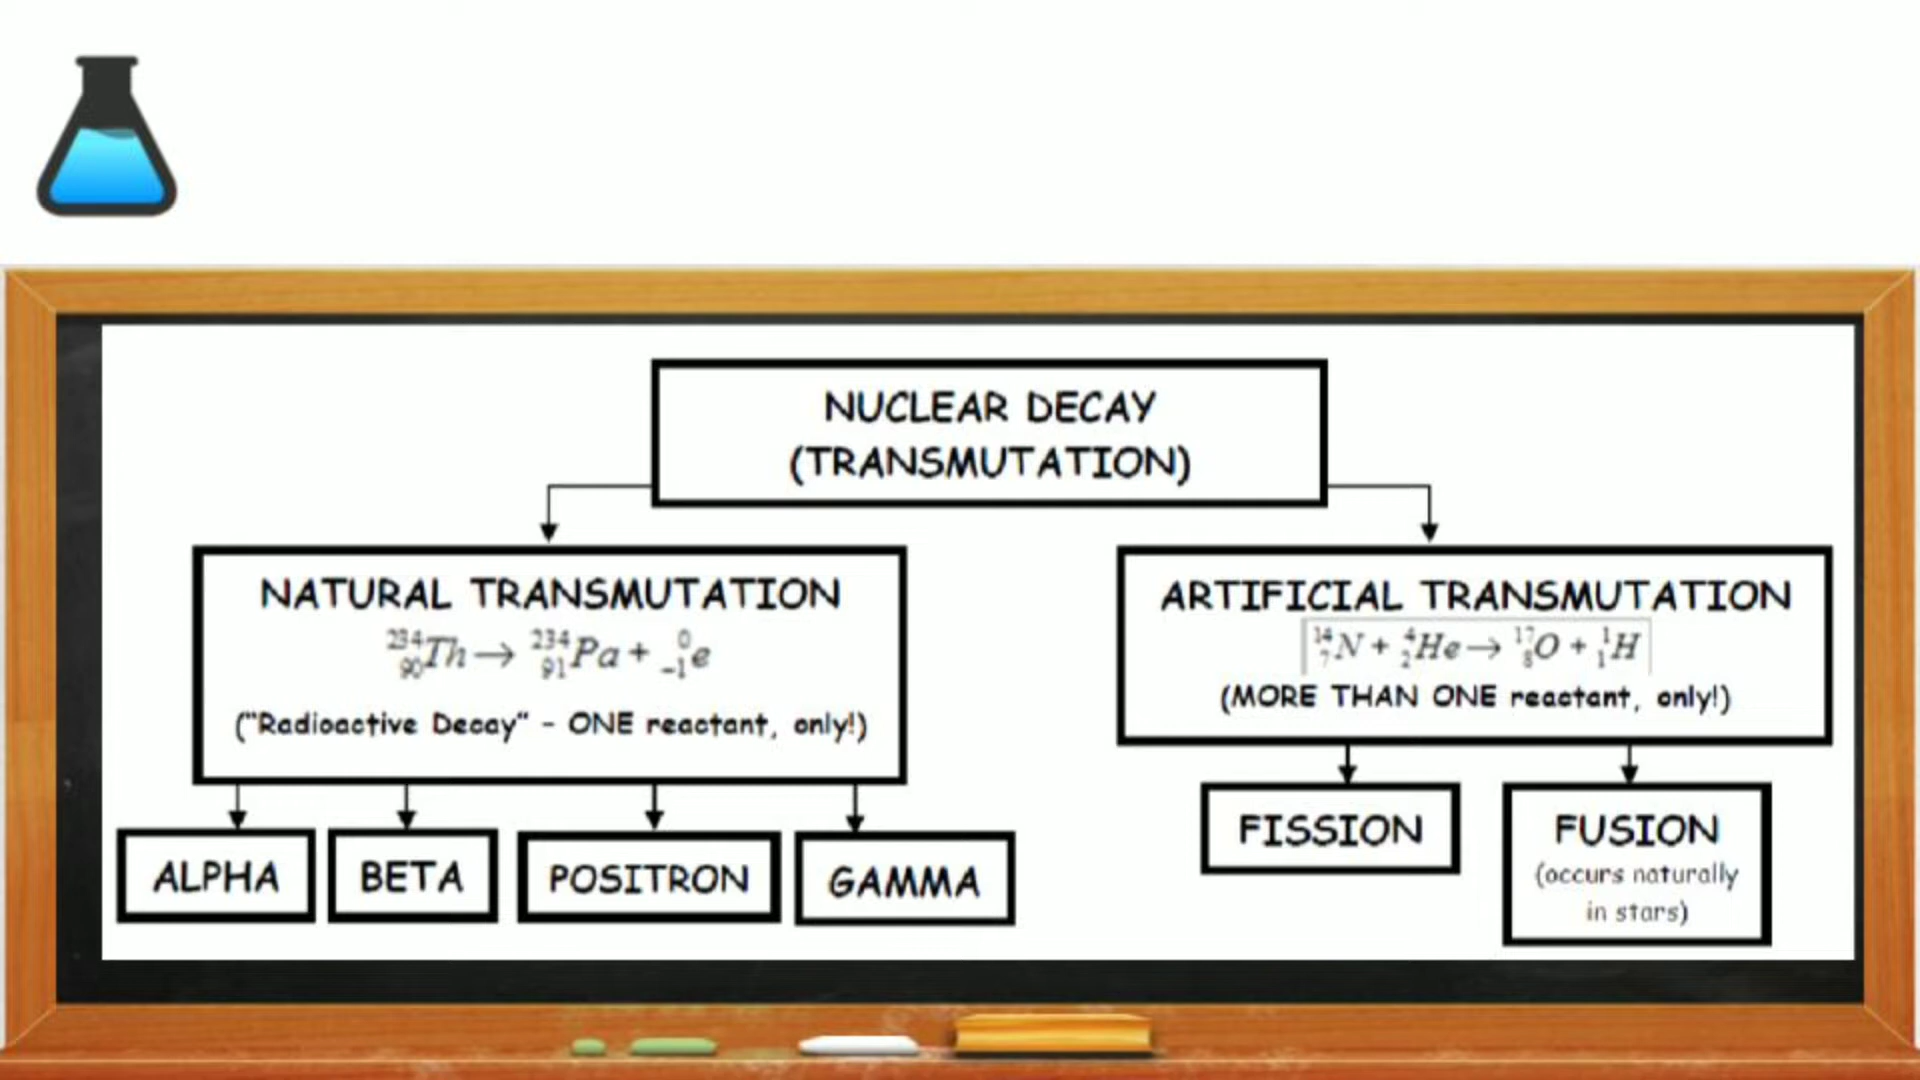 NUCLEAR DECAY
(TRANSMUTATION)
NATURAL TRANSMUTATION
²³⁴₉₀Th → ²³⁴₉₁Pa + ⁰₋₁e
("Radioactive Decay" - ONE reactant, only!)
ALPHA
BETA
POSITRON
GAMMA
ARTIFICIAL TRANSMUTATION
¹⁴₇N + ⁴₂He → ¹⁷₈O + ¹₁H
(MORE THAN ONE reactant, only!)
FISSION
FUSION
(occurs naturally
in stars)